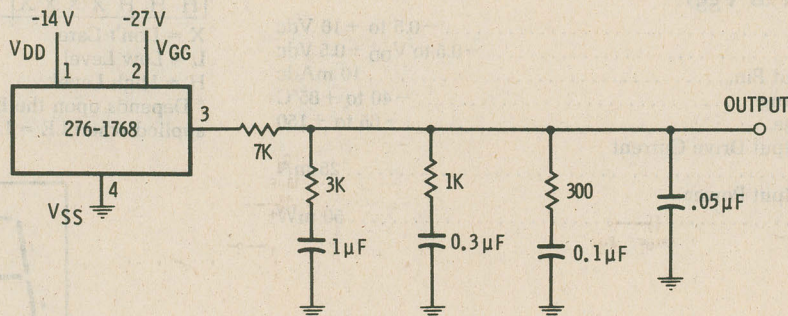 -14 V
-27 V
VDD
VGG
1
2
276-1768
3
4
VSS
7K
OUTPUT
3K
1K
300
.05µF
1µF
0.3µF
0.1µF